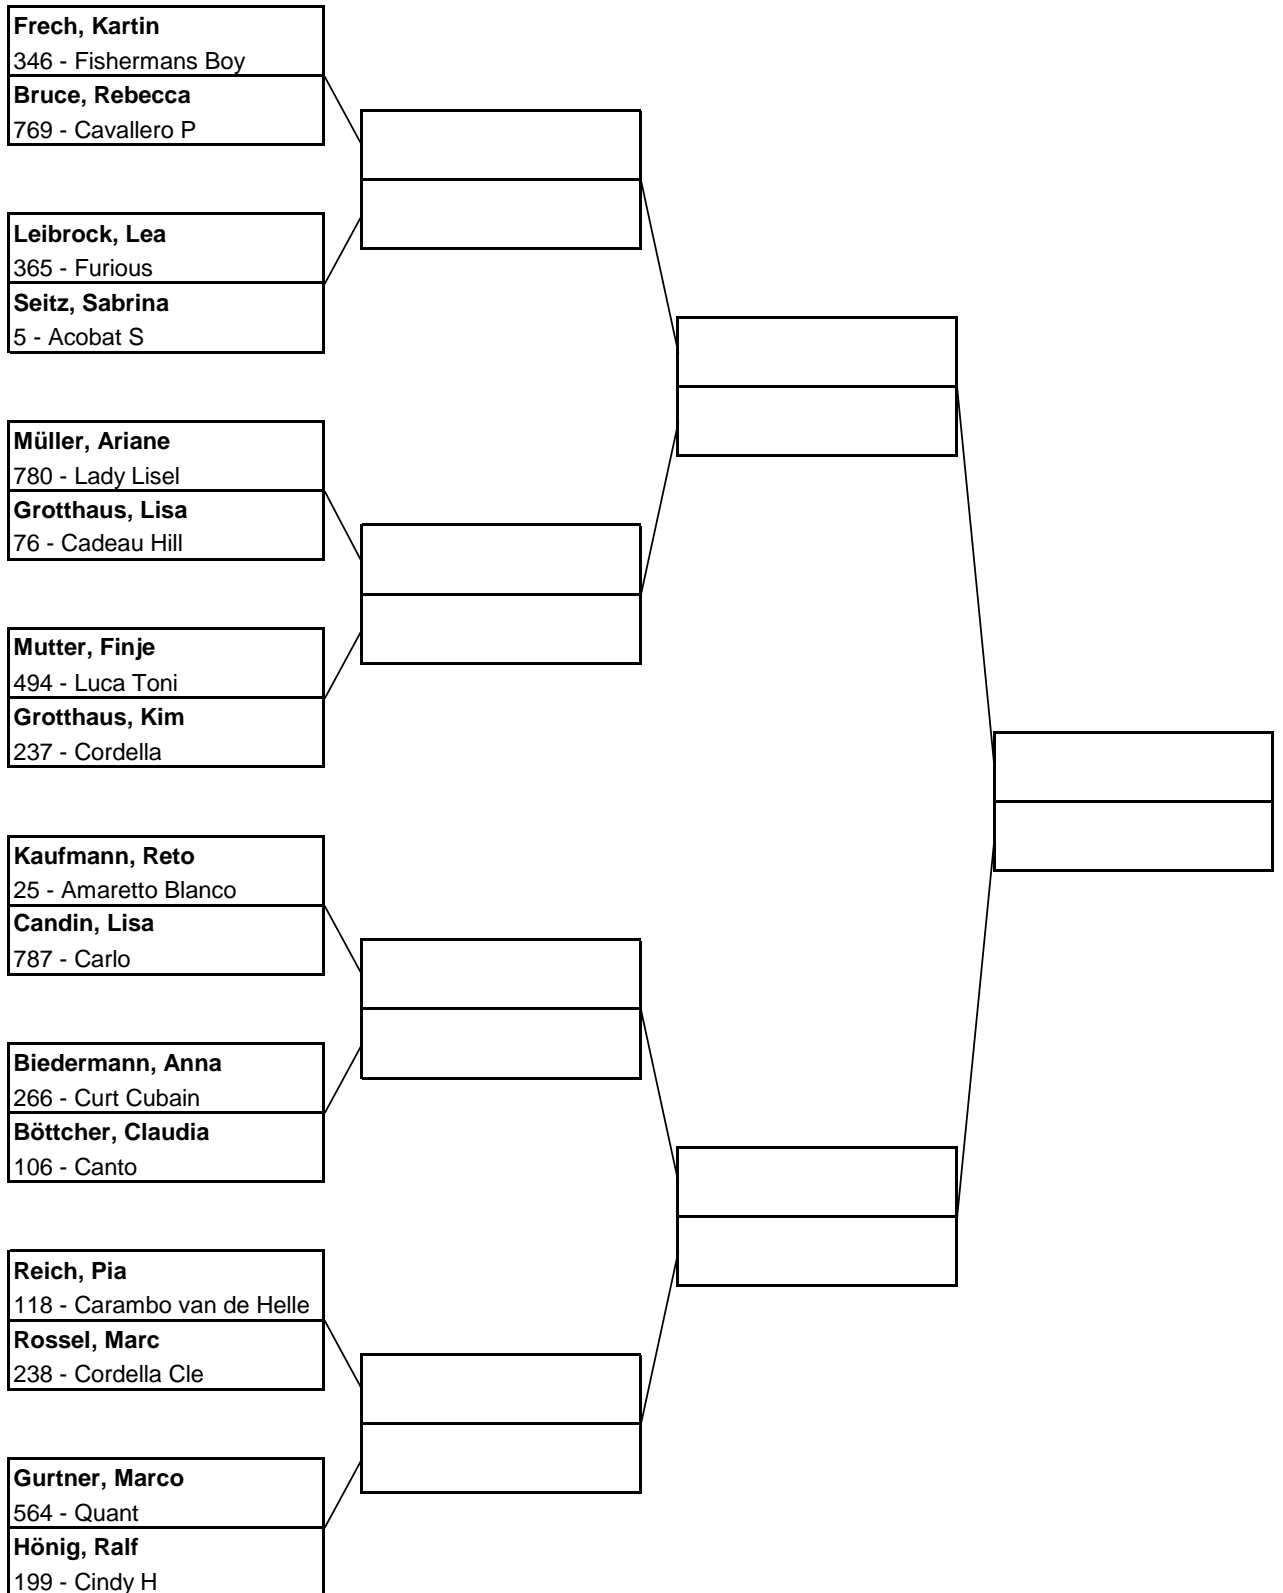 Frech, Kartin
346 - Fishermans Boy
Bruce, Rebecca
769 - Cavallero P
Leibrock, Lea
365 - Furious
Seitz, Sabrina
5 - Acobat S
Müller, Ariane
780 - Lady Lisel
Grotthaus, Lisa
76 - Cadeau Hill
Mutter, Finje
494 - Luca Toni
Grotthaus, Kim
237 - Cordella
Kaufmann, Reto
25 - Amaretto Blanco
Candin, Lisa
787 - Carlo
Biedermann, Anna
266 - Curt Cubain
Böttcher, Claudia
106 - Canto
Reich, Pia
118 - Carambo van de Helle
Rossel, Marc
238 - Cordella Cle
Gurtner, Marco
564 - Quant
Hönig, Ralf
199 - Cindy H